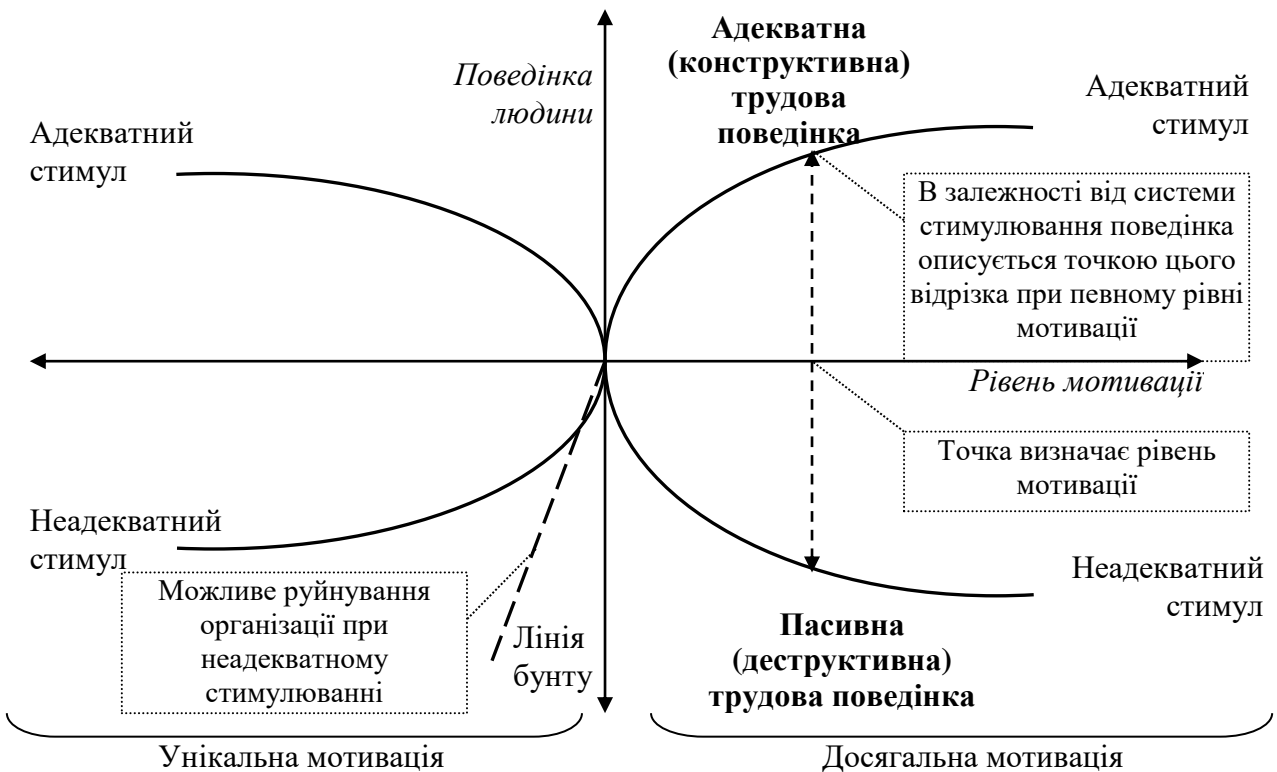 Адекватна
(конструктивна)
трудова
поведінка
Поведінка
людини
Адекватний
стимул
Адекватний
стимул
В залежності від системи
стимулювання поведінка
описується точкою цього
відрізка при певному рівні
мотивації
Рівень мотивації
Точка визначає рівень
мотивації
Неадекватний
стимул
Можливе руйнування
організації при
неадекватному
стимулюванні
Лінія
бунту
Неадекватний
стимул
Пасивна
(деструктивна)
трудова поведінка
Унікальна мотивація
Досягальна мотивація